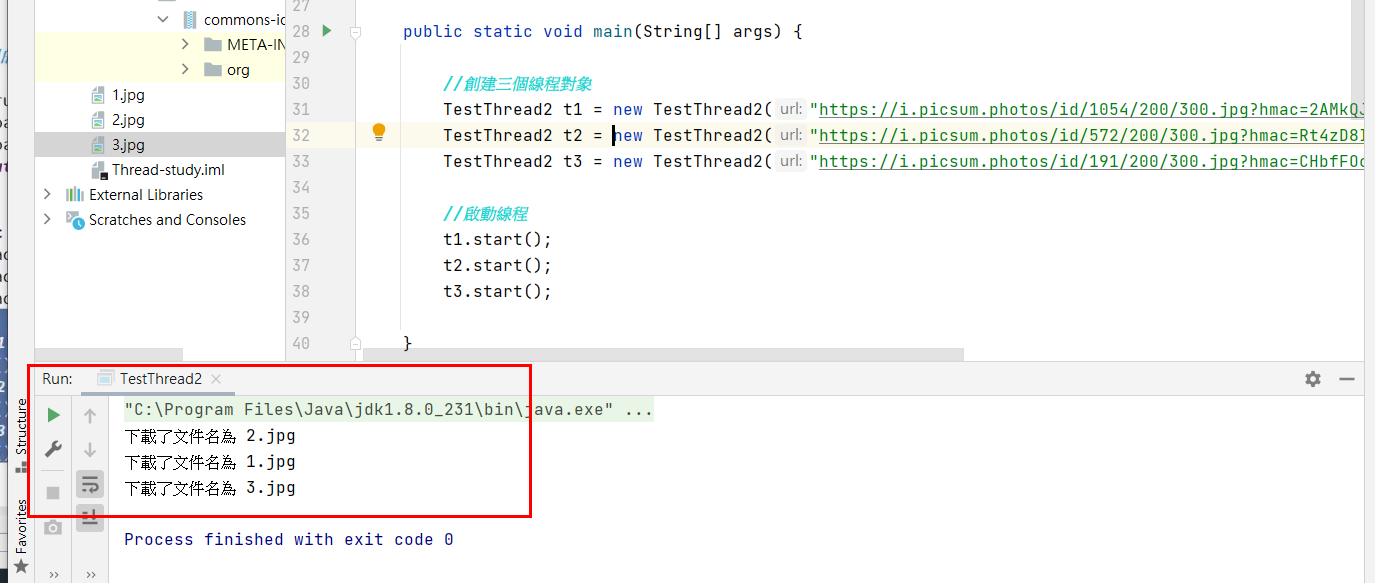 commons-io
META-IN
org
1.jpg
2.jpg
3.jpg
Thread-study.iml
External Libraries
Scratches and Consoles
27
28 public static void main(String[] args) {
29
30 //創建三個線程對象
31 TestThread2 t1 = new TestThread2( url: "https://i.picsum.photos/id/1054/200/300.jpg?hmac=2AMkQJ
32 TestThread2 t2 = new TestThread2( url: "https://i.picsum.photos/id/572/200/300.jpg?hmac=Rt4zD8I
33 TestThread2 t3 = new TestThread2( url: "https://i.picsum.photos/id/191/200/300.jpg?hmac=CHbfFOc
34
35 //啟動線程
36 t1.start();
37 t2.start();
38 t3.start();
39
40 }
Run: TestThread2
"C:\Program Files\Java\jdk1.8.0_231\bin\java.exe" ...
下載了文件名為 2.jpg
下載了文件名為 1.jpg
下載了文件名為 3.jpg
Process finished with exit code 0
Structure
Favorites